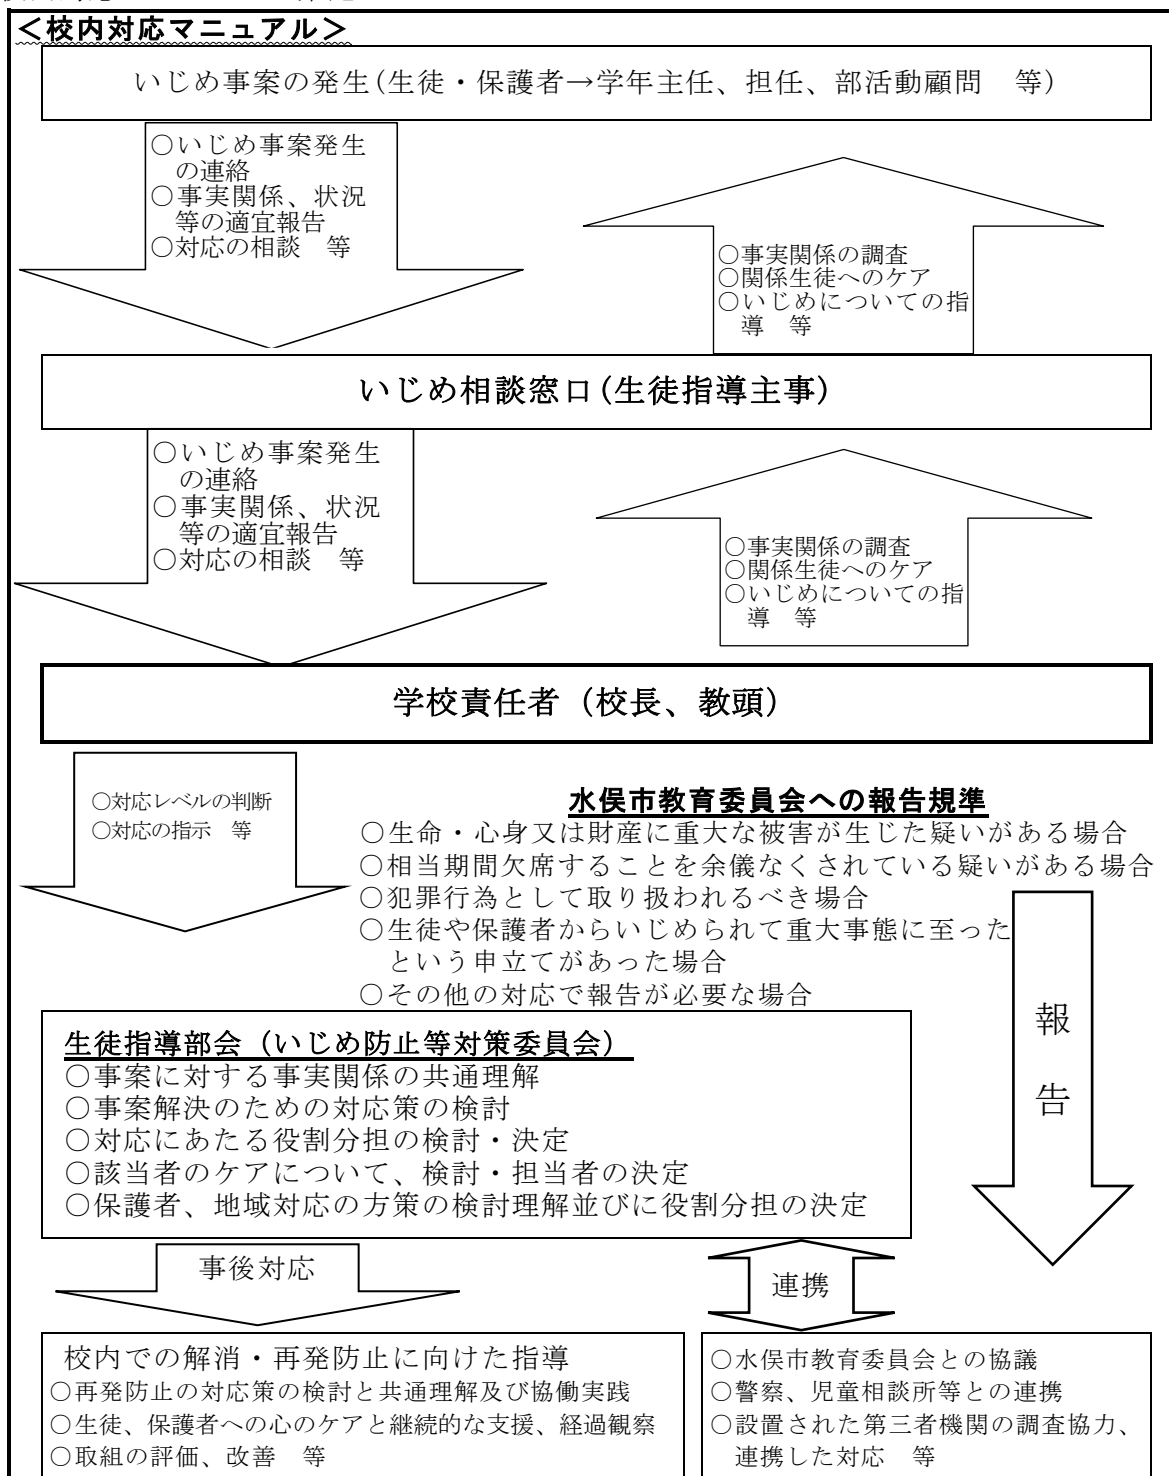 ＜校内対応マニュアル＞
いじめ事案の発生(生徒・保護者→学年主任、担任、部活動顧問　等)
○いじめ事案発生
の連絡
○事実関係、状況
等の適宜報告
○対応の相談　等
○事実関係の調査
○関係生徒へのケア
○いじめについての指
導　等
いじめ相談窓口(生徒指導主事)
○いじめ事案発生
の連絡
○事実関係、状況
等の適宜報告
○対応の相談　等
○事実関係の調査
○関係生徒へのケア
○いじめについての指
導　等
学校責任者（校長、教頭）
○対応レベルの判断
○対応の指示　等
水俣市教育委員会への報告規準
○生命・心身又は財産に重大な被害が生じた疑いがある場合
○相当期間欠席することを余儀なくされている疑いがある場合
○犯罪行為として取り扱われるべき場合
○生徒や保護者からいじめられて重大事態に至った
という申立てがあった場合
○その他の対応で報告が必要な場合
報
告
生徒指導部会（いじめ防止等対策委員会）
○事案に対する事実関係の共通理解
○事案解決のための対応策の検討
○対応にあたる役割分担の検討・決定
○該当者のケアについて、検討・担当者の決定
○保護者、地域対応の方策の検討理解並びに役割分担の決定
事後対応
連携
校内での解消・再発防止に向けた指導
○再発防止の対応策の検討と共通理解及び協働実践
○生徒、保護者への心のケアと継続的な支援、経過観察
○取組の評価、改善　等
○水俣市教育委員会との協議
○警察、児童相談所等との連携
○設置された第三者機関の調査協力、
連携した対応　等